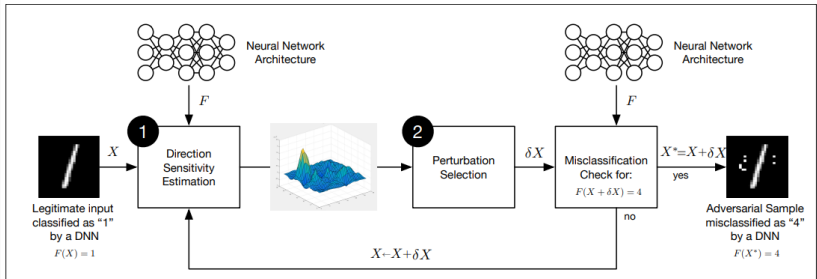 Neural Network
Architecture
Neural Network
Architecture
F
F
1
2
X
Direction
Sensitivity
Estimation
Perturbation
Selection
δX
Misclassification
Check for:
F(X + δX) = 4
X*=X+δX
yes
no
Legitimate input
classified as “1”
by a DNN
F(X) = 1
X←X+δX
Adversarial Sample
misclassified as “4”
by a DNN
F(X*) = 4